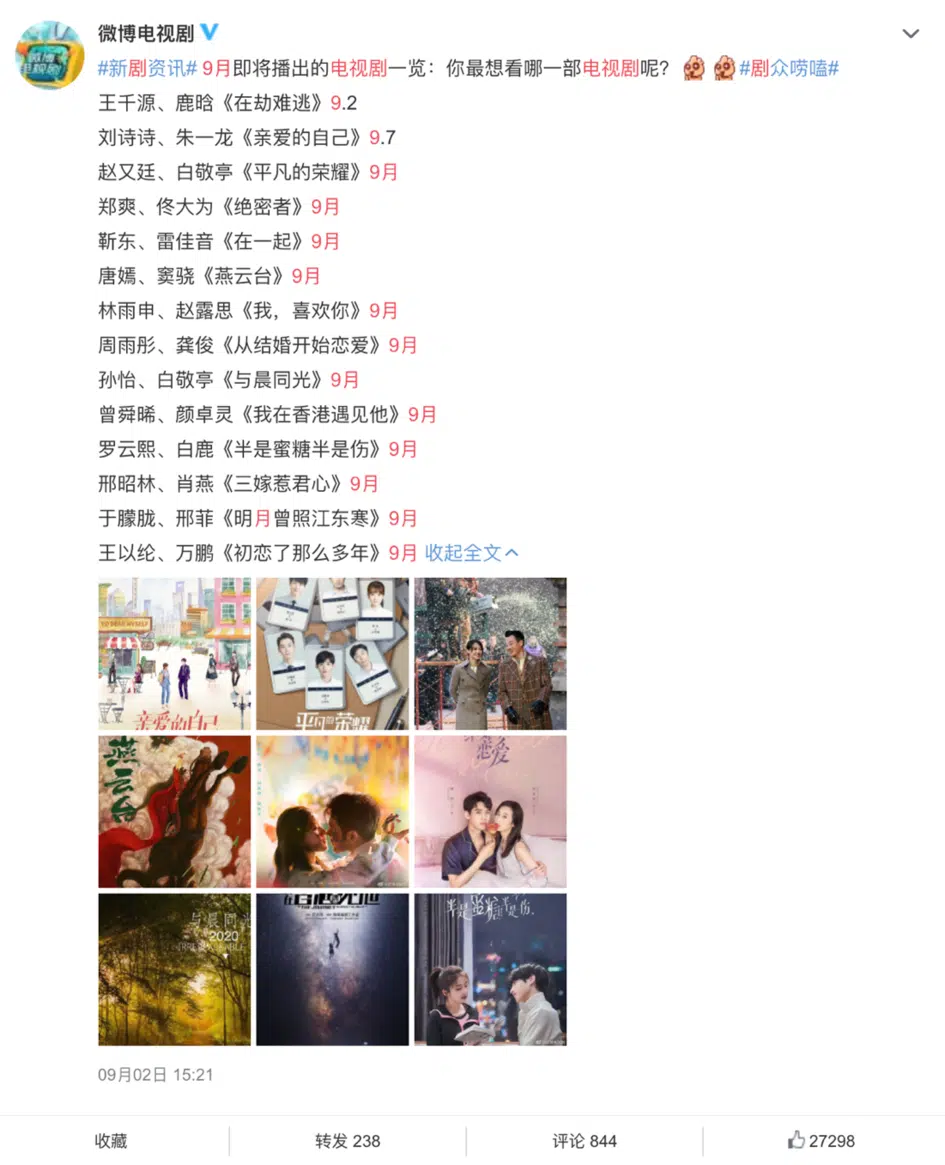 微博电视剧
#新剧资讯# 9月即将播出的电视剧一览：你最想看哪一部电视剧呢？ #剧众唠嗑#
王千源、鹿晗《在劫难逃》9.2
刘诗诗、朱一龙《亲爱的自己》9.7
赵又廷、白敬亭《平凡的荣耀》9月
郑爽、佟大为《绝密者》9月
靳东、雷佳音《在一起》9月
唐嫣、窦骁《燕云台》9月
林雨申、赵露思《我，喜欢你》9月
周雨彤、龚俊《从结婚开始恋爱》9月
孙怡、白敬亭《与晨同光》9月
曾舜晞、颜卓灵《我在香港遇见他》9月
罗云熙、白鹿《半是蜜糖半是伤》9月
邢昭林、肖燕《三嫁惹君心》9月
于朦胧、邢菲《明月曾照江东寒》9月
王以纶、万鹏《初恋了那么多年》9月 收起全文
TO DEAR MYSELF
亲爱的自己
平凡的荣耀
燕云台
恋爱
与晨同光
2020
半是蜜糖半是伤
09月02日 15:21
收藏
转发 238
评论 844
27298